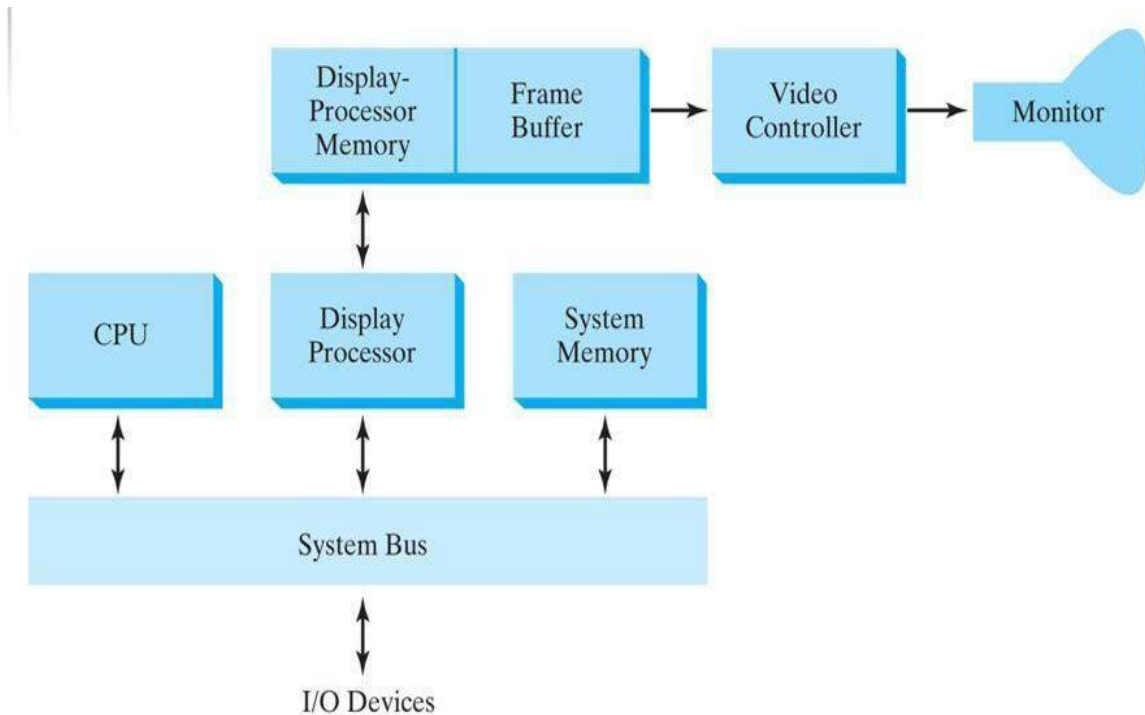 Display-
Processor
Memory
Frame
Buffer
Video
Controller
Monitor
CPU
Display
Processor
System
Memory
System Bus
I/O Devices